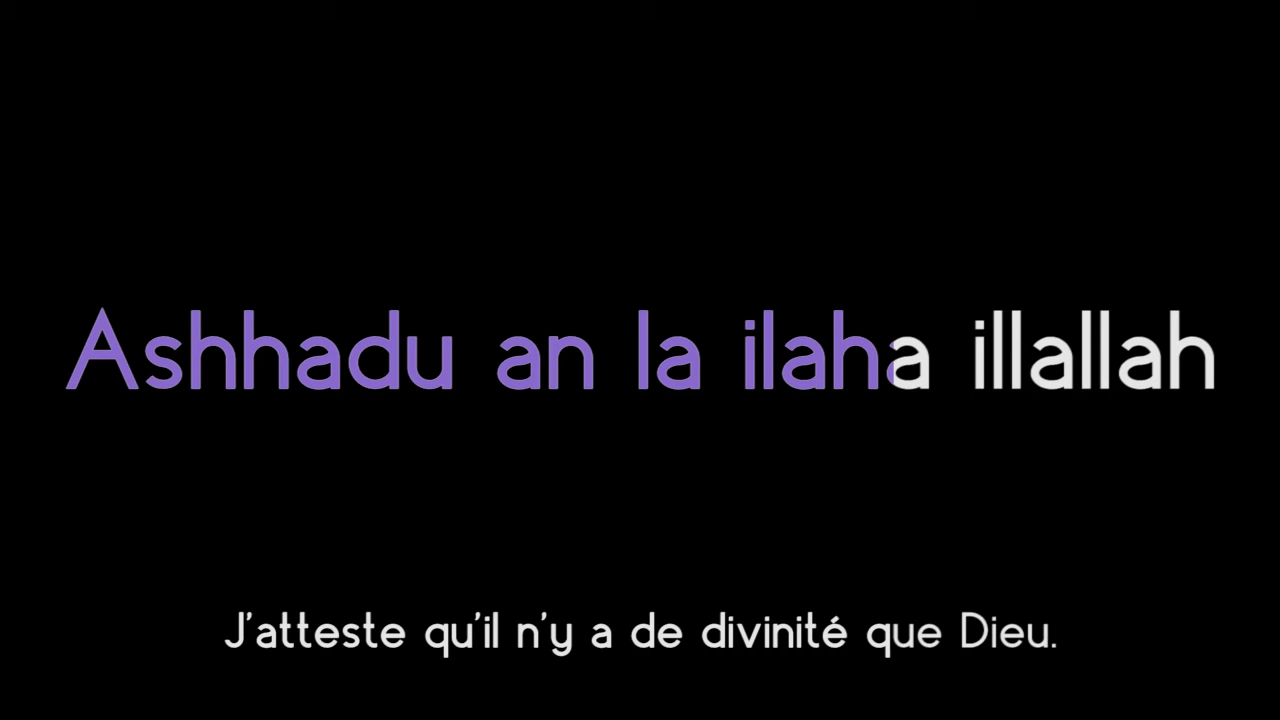 Ashhadu an la ilaha illallah
J'atteste qu'il n'y a de divinité que Dieu.